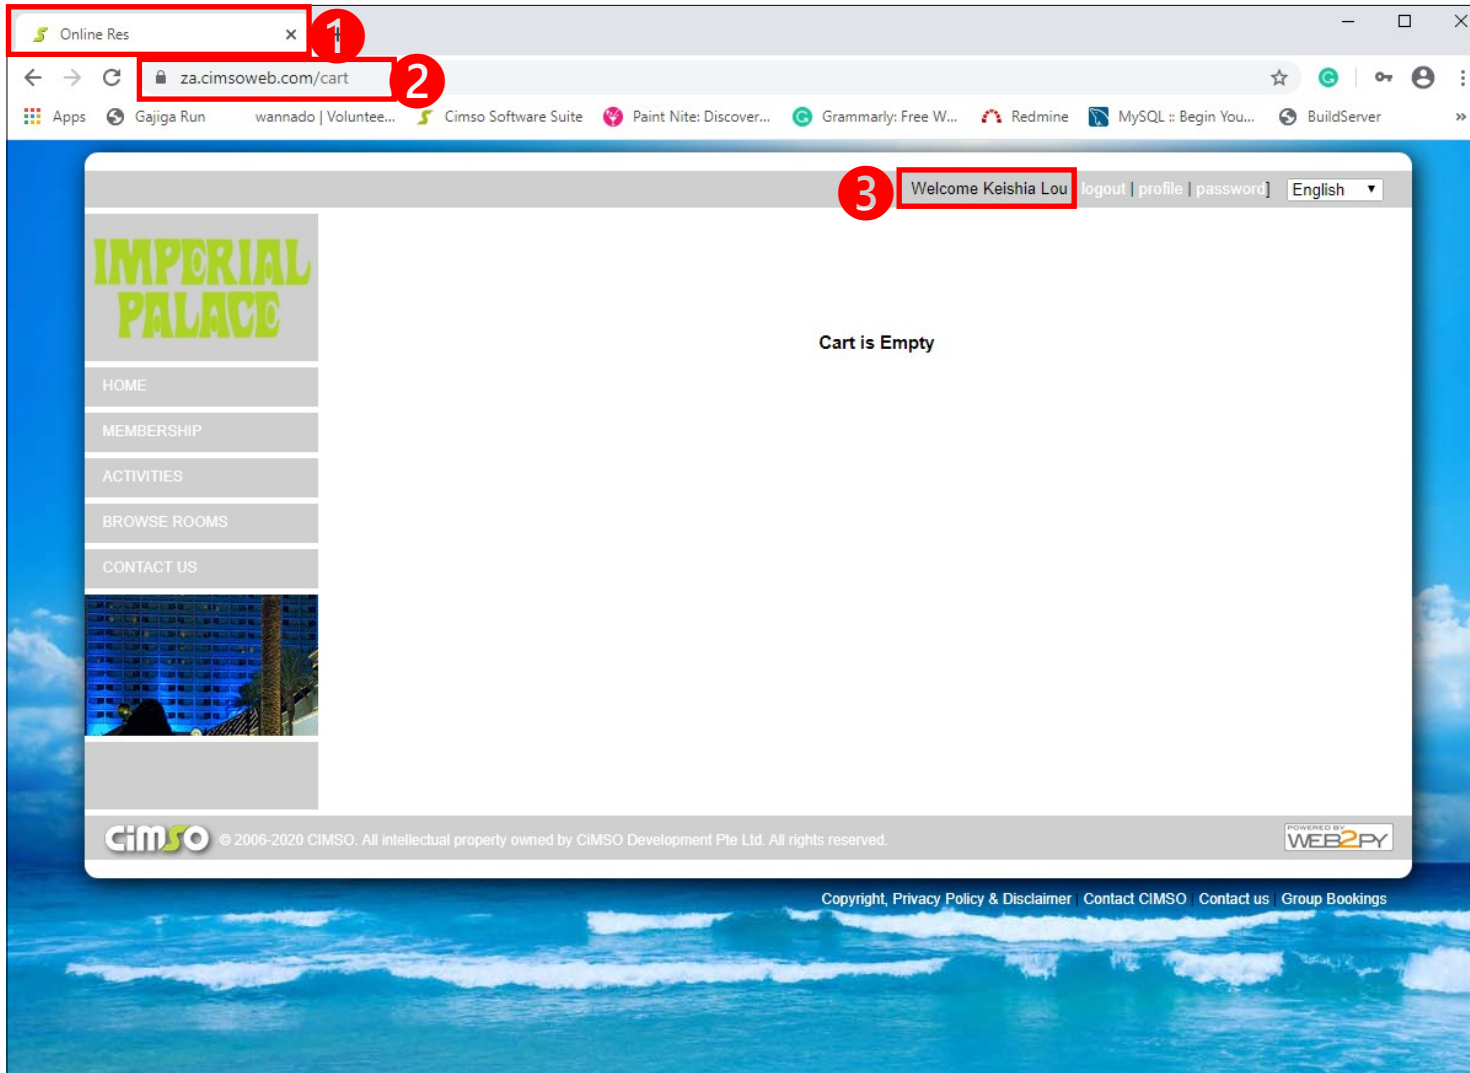 Online Res
1
za.cimsoweb.com/cart
2
Apps Gajiga Run wannado | Voluntee... Cimso Software Suite Paint Nite: Discover... Grammarly: Free W... Redmine MySQL :: Begin You... BuildServer »
3
Welcome Keishia Lou logout | profile | password] English
IMPERIAL
PALACE
Cart is Empty
HOME
MEMBERSHIP
ACTIVITIES
BROWSE ROOMS
CONTACT US
CiMSO © 2006-2020 CIMSO. All intellectual property owned by CiMSO Development Pte Ltd. All rights reserved.
POWERED BY
WEB2PY
Copyright, Privacy Policy & Disclaimer | Contact CIMSO | Contact us | Group Bookings